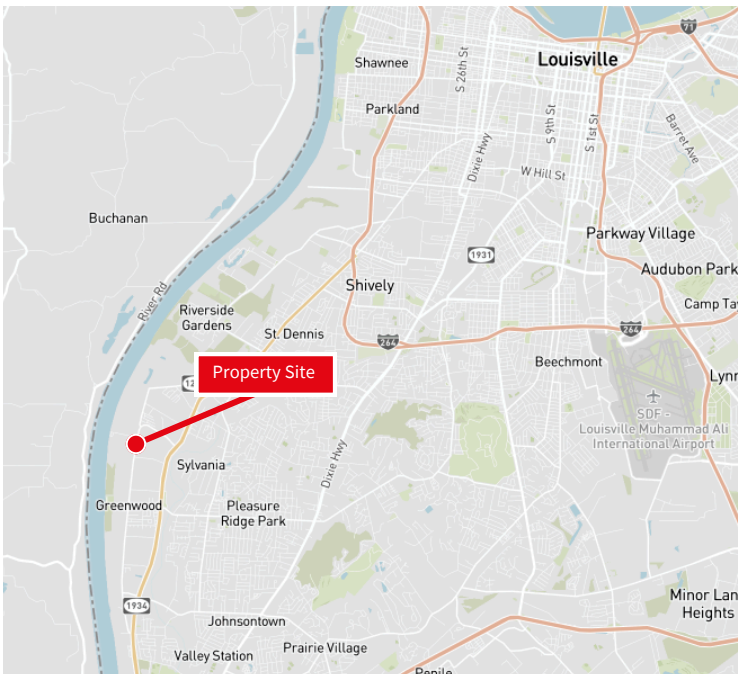 91
Louisville
Shawnee
S 26th St
Parkland
S 9th St
S 1st St
Barret Ave
Dixie Hwy
W Hill St
Buchanan
Parkway Village
1931
Audubon Park
Shively
River Rd
Camp Ta
Riverside
Gardens
St. Dennis
264
264
Beechmont
Property Site
12
Lynn
SDF -
Louisville Muhammad Ali
International Airport
Sylvania
Dixie Hwy
Greenwood
Pleasure
Ridge Park
1934
Minor Lan
Heights
Johnsontown
Prairie Village
Valley Station